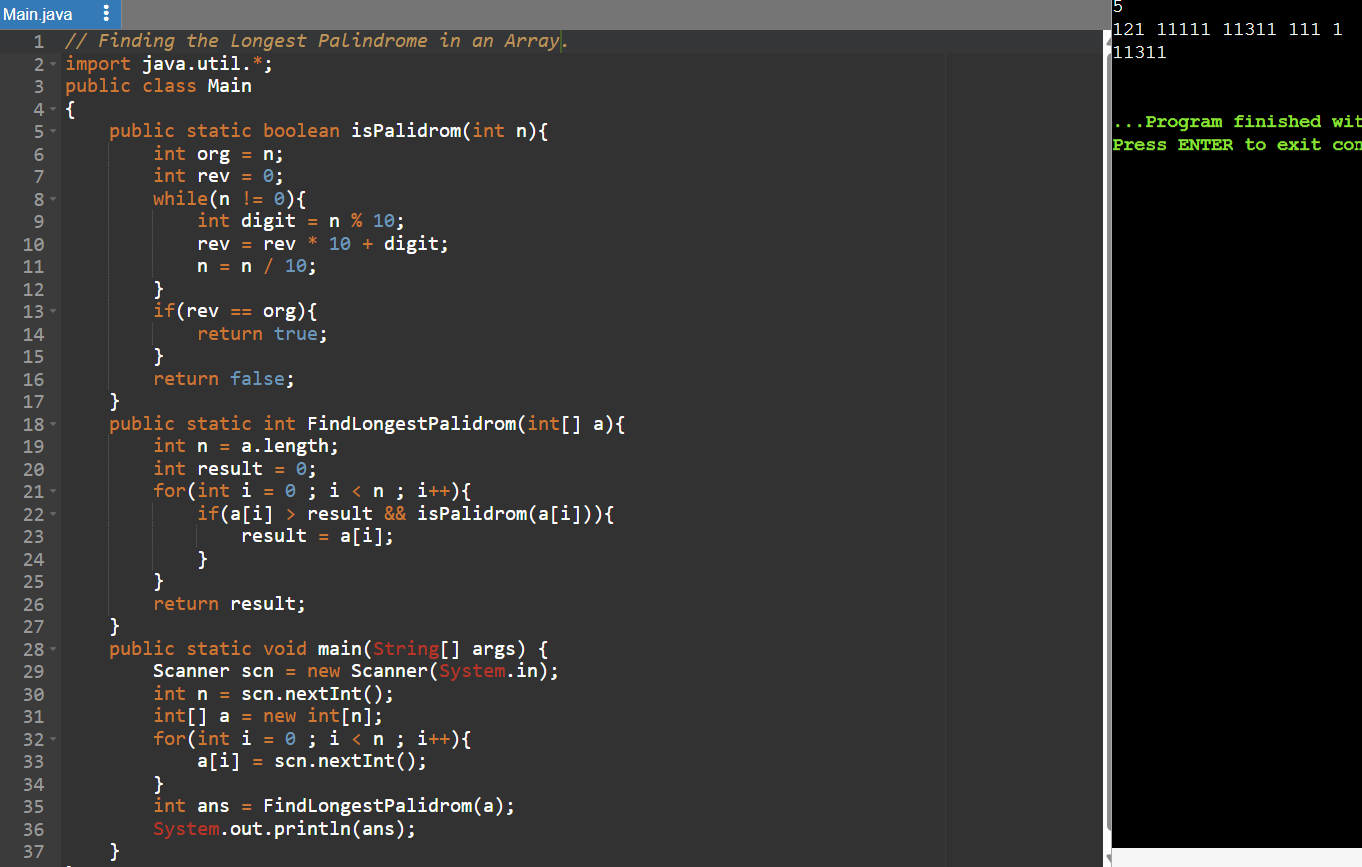 Main.java
1 // Finding the Longest Palindrome in an Array.
2 import java.util.*;
3 public class Main
4 {
5 public static boolean isPalidrom(int n){
6 int org = n;
7 int rev = 0;
8 while(n != 0){
9 int digit = n % 10;
10 rev = rev * 10 + digit;
11 n = n / 10;
12 }
13 if(rev == org){
14 return true;
15 }
16 return false;
17 }
18 public static int FindLongestPalidrom(int[] a){
19 int n = a.length;
20 int result = 0;
21 for(int i = 0 ; i < n ; i++){
22 if(a[i] > result && isPalidrom(a[i])){
23 result = a[i];
24 }
25 }
26 return result;
27 }
28 public static void main(String[] args) {
29 Scanner scn = new Scanner(System.in);
30 int n = scn.nextInt();
31 int[] a = new int[n];
32 for(int i = 0 ; i < n ; i++){
33 a[i] = scn.nextInt();
34 }
35 int ans = FindLongestPalidrom(a);
36 System.out.println(ans);
37 }
5
121 11111 11311 111 1
11311
...Program finished wit
Press ENTER to exit con